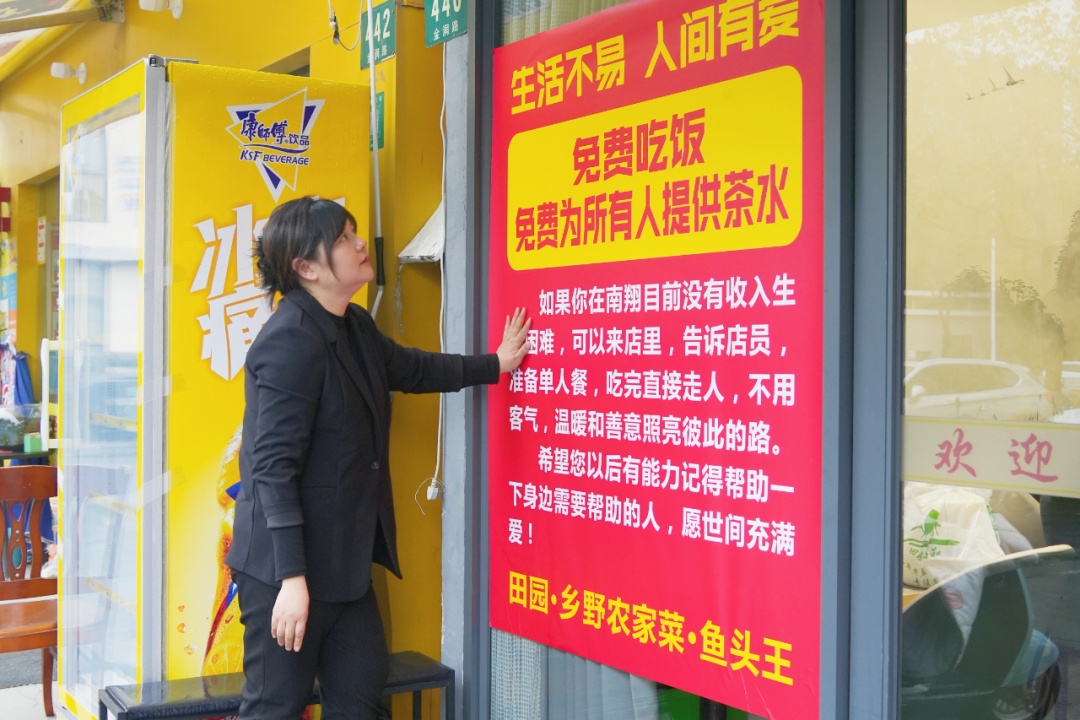 442
440
康师傅饮品
KSF BEVERAGE
冰
生活不易 人间有爱
免费吃饭
免费为所有人提供茶水
如果你在南翔目前没有收入生
困难，可以来店里，告诉店员，
准备单人餐，吃完直接走人，不用
客气，温暖和善意照亮彼此的路。
希望您以后有能力记得帮助一
下身边需要帮助的人，愿世间充满
爱！
田园·乡野农家菜·鱼头王
欢迎